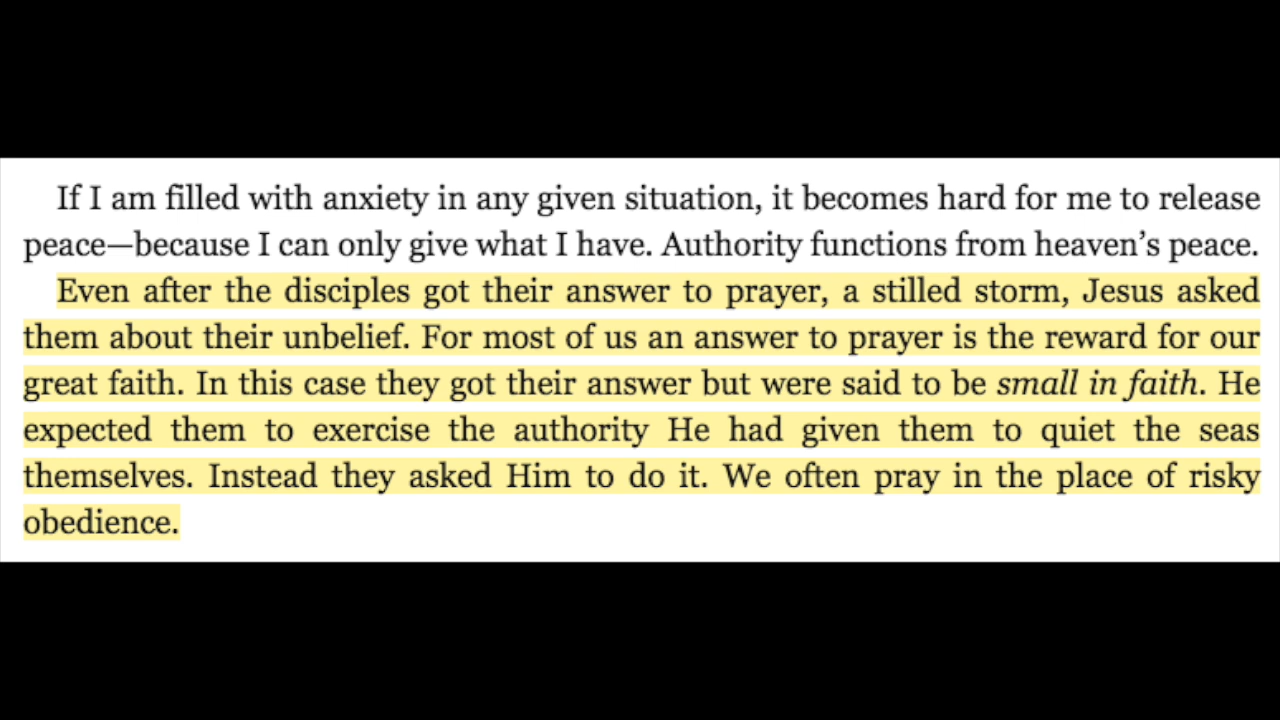 If I am filled with anxiety in any given situation, it becomes hard for me to release
peace—because I can only give what I have. Authority functions from heaven’s peace.
Even after the disciples got their answer to prayer, a stilled storm, Jesus asked
them about their unbelief. For most of us an answer to prayer is the reward for our
great faith. In this case they got their answer but were said to be small in faith. He
expected them to exercise the authority He had given them to quiet the seas
themselves. Instead they asked Him to do it. We often pray in the place of risky
obedience.